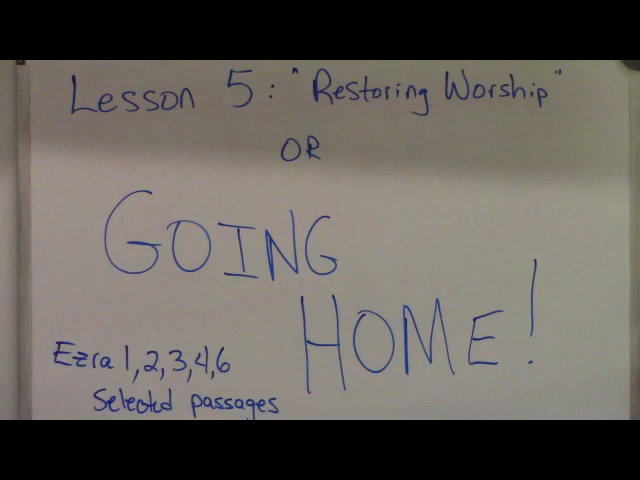 Lesson 5: "Restoring Worship"
OR
GOING
HOME!
Ezra 1,2,3,4,6
Selected passages